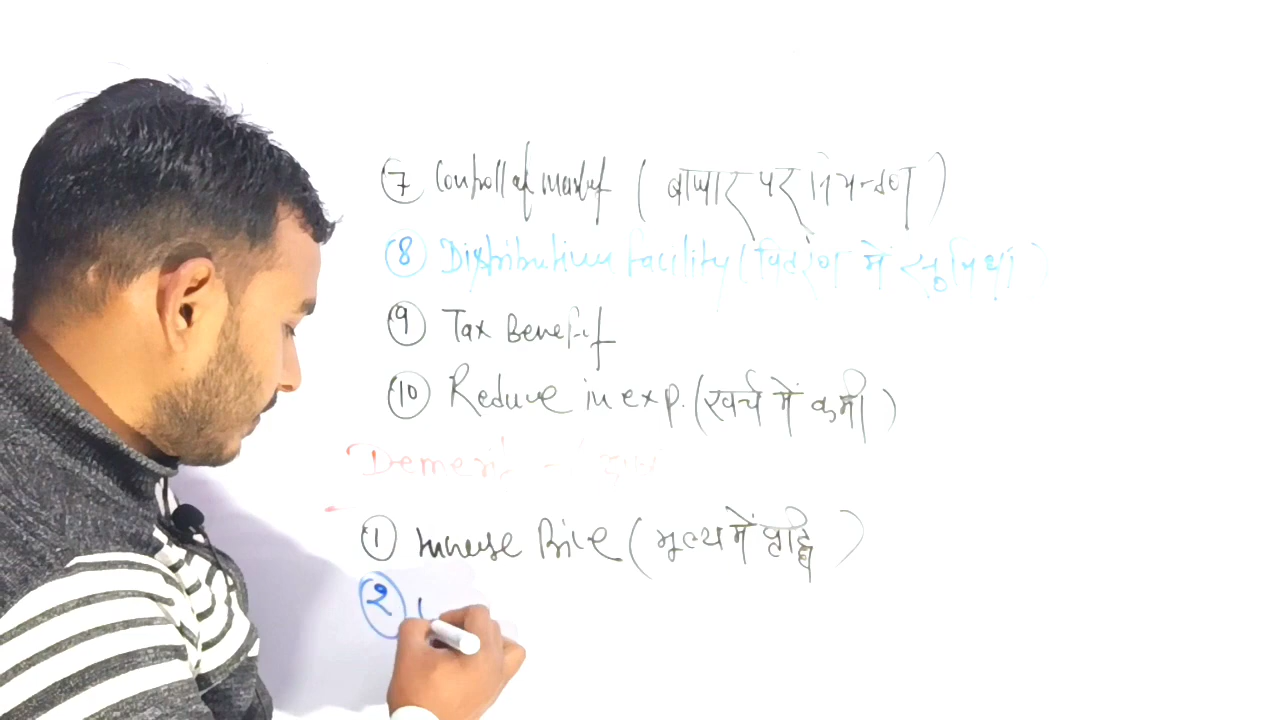 7 Controll of market (बाजार पर नियन्त्रण)
8 Distribution facility (वितरण में सुविधा)
9 Tax Benefit
10 Reduce in exp. (खर्च में कमी)
Demerit -
1 Increase Price (मूल्य में वृद्धि)
2